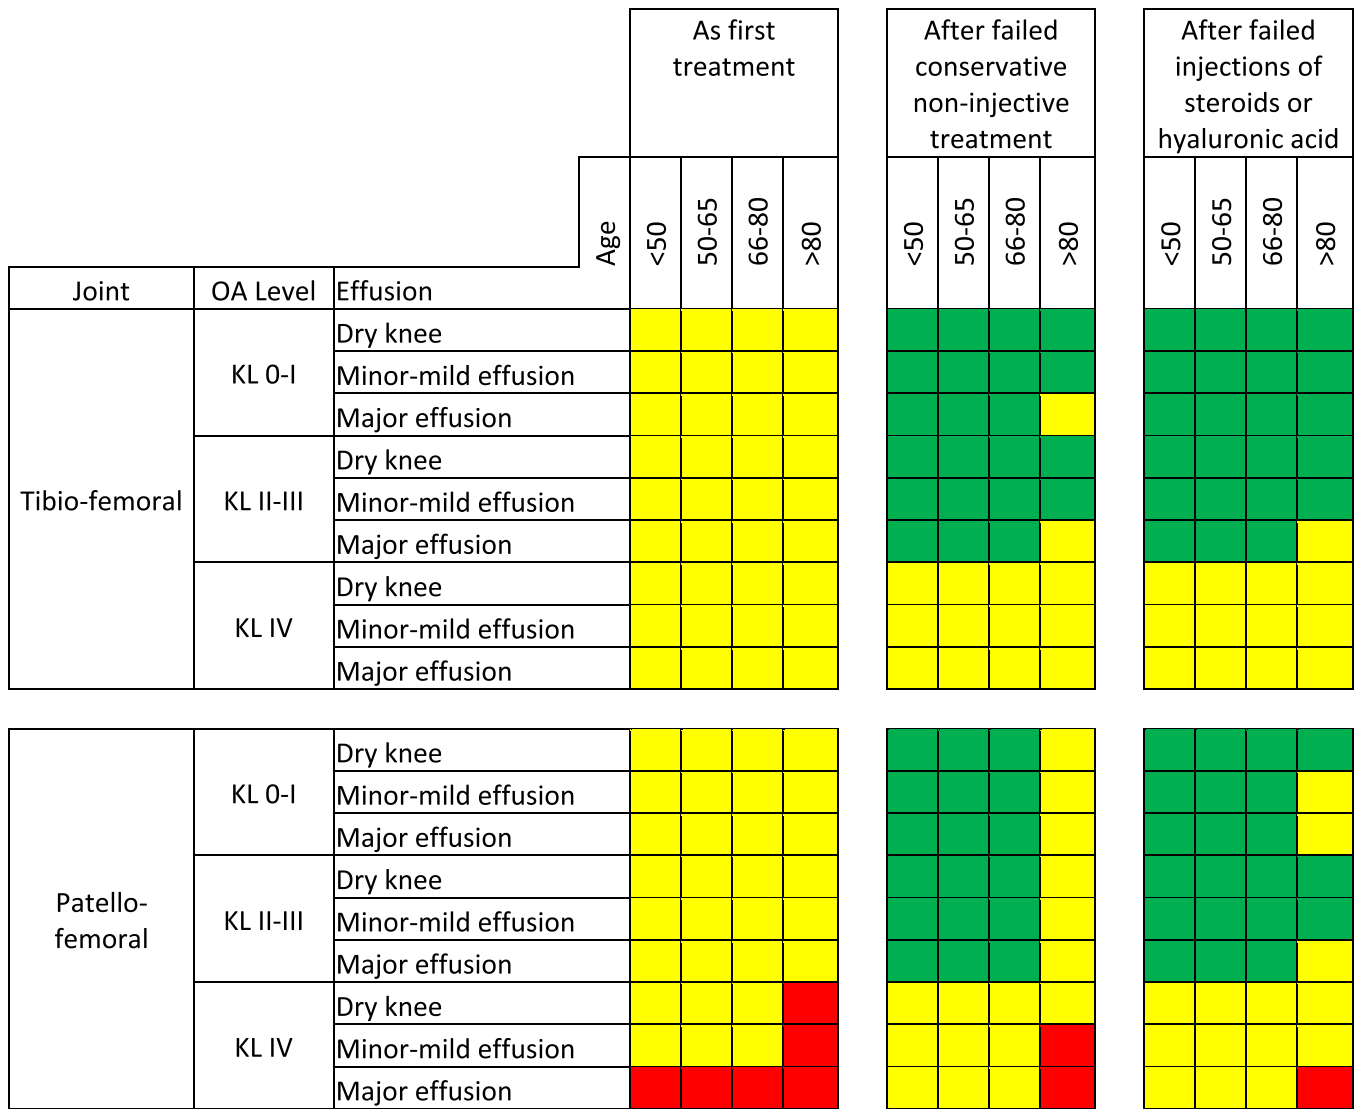 As first
treatment
After failed
conservative
non-injective
treatment
After failed
injections of
steroids or
hyaluronic acid
Age
<50
50-65
66-80
>80
<50
50-65
66-80
>80
<50
50-65
66-80
>80
Joint
OA Level
Effusion
Tibio-femoral
KL 0-I
Dry knee
Minor-mild effusion
Major effusion
KL II-III
Dry knee
Minor-mild effusion
Major effusion
KL IV
Dry knee
Minor-mild effusion
Major effusion
Patello-
femoral
KL 0-I
Dry knee
Minor-mild effusion
Major effusion
KL II-III
Dry knee
Minor-mild effusion
Major effusion
KL IV
Dry knee
Minor-mild effusion
Major effusion